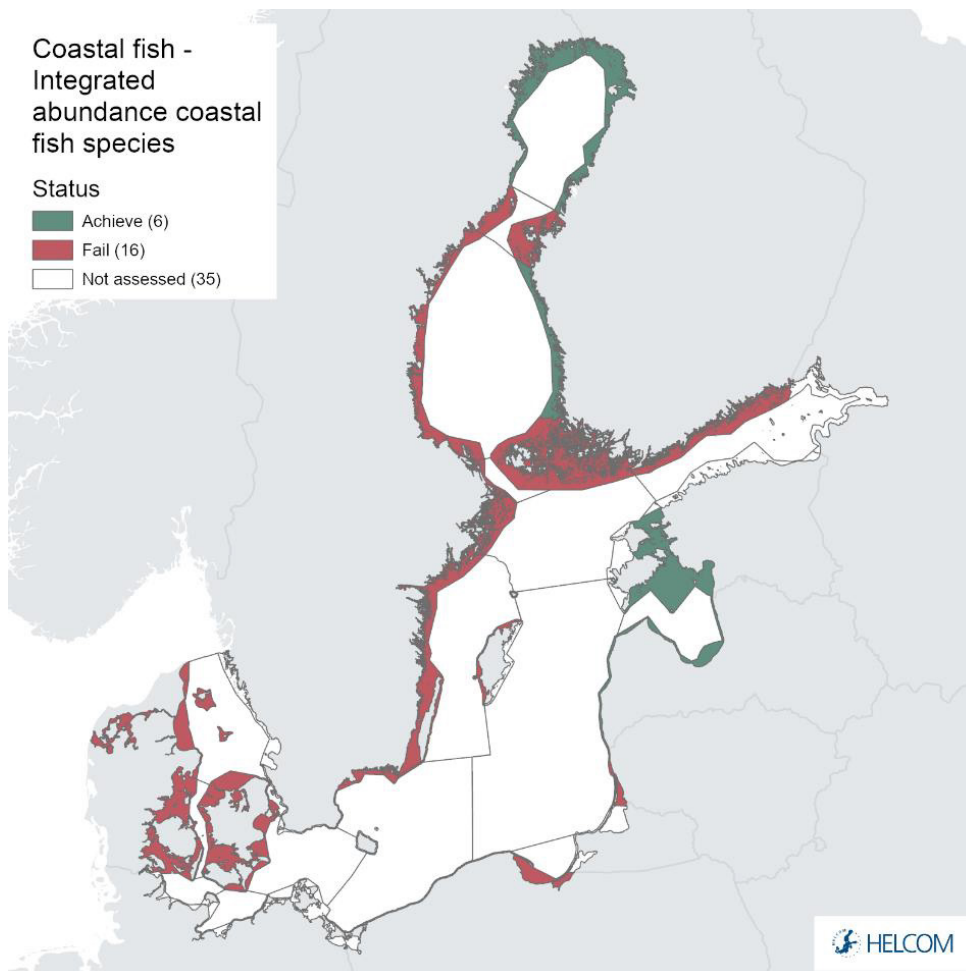 Coastal fish -
Integrated
abundance coastal
fish species
Status
Achieve (6)
Fail (16)
Not assessed (35)
HELCOM